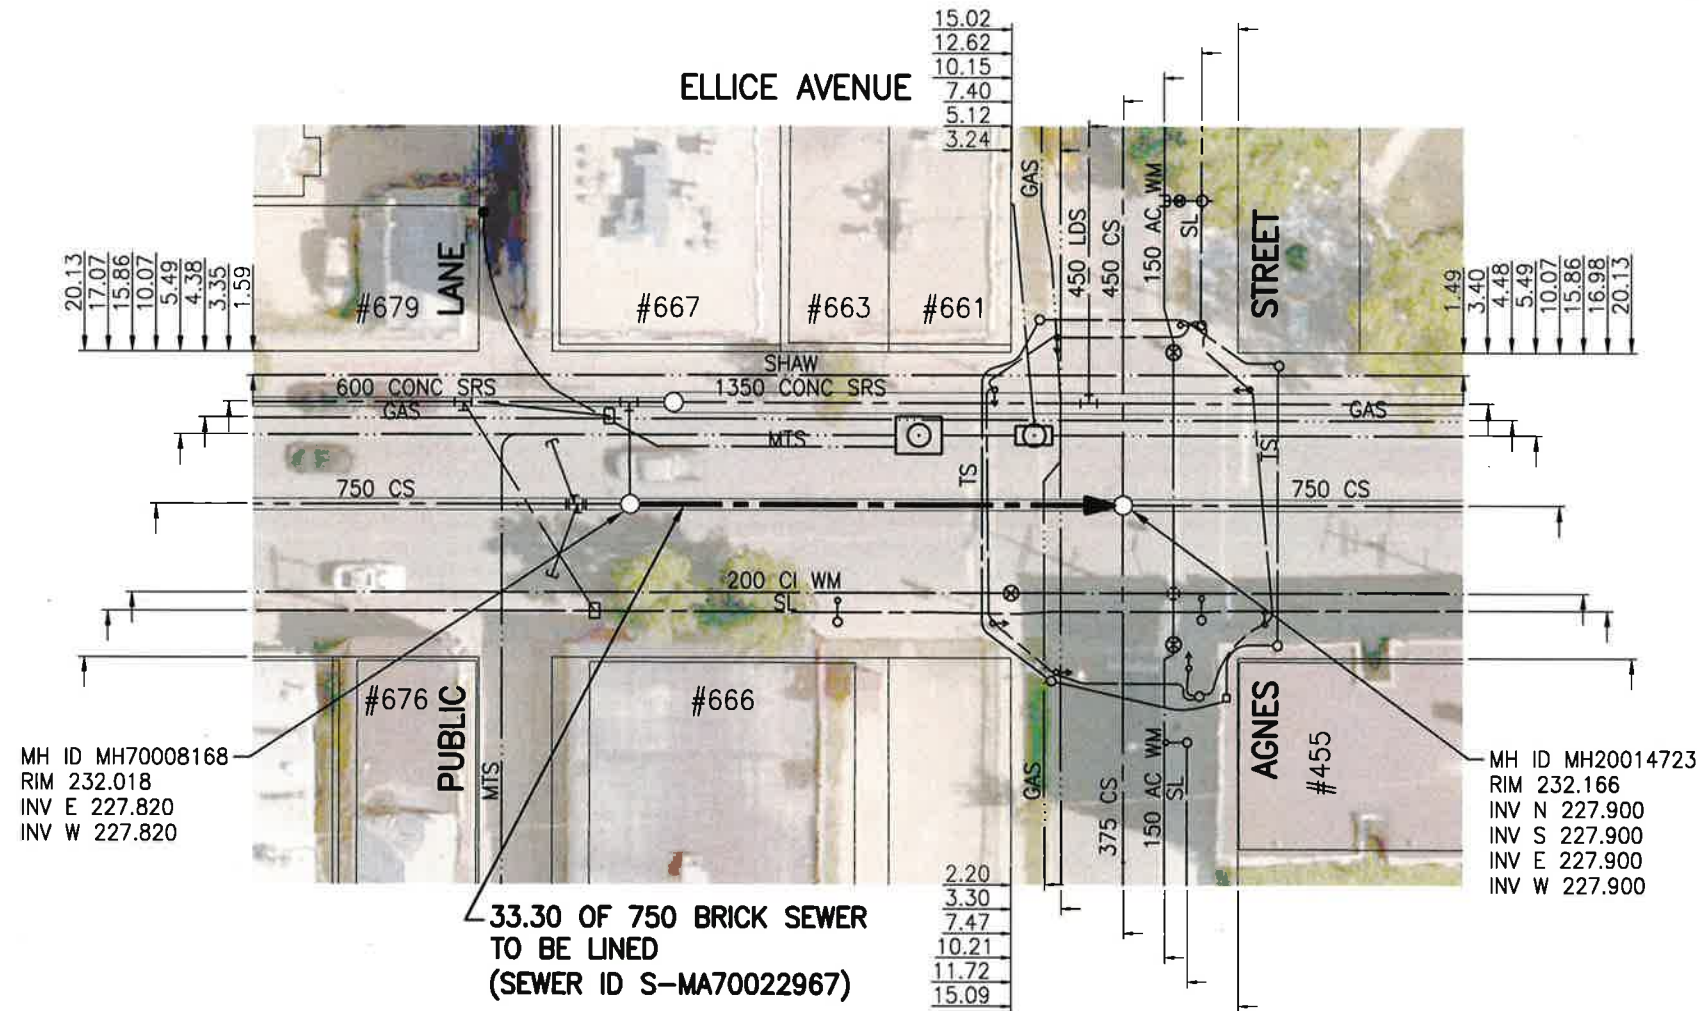 ELLICE AVENUE
15.02
12.62
10.15
7.40
5.12
3.24
GAS
450 LDS
450 CS
150 AC WM
SL
STREET
20.13
17.07
15.86
10.07
5.49
4.38
3.35
1.59
#679
LANE
#667
#663
#661
1.49
3.40
4.48
5.49
10.07
15.86
16.98
20.13
SHAW
600 CONC SRS
1350 CONC SRS
GAS
GAS
MTS
TS
TS
750 CS
750 CS
200 CI WM
SL
#676
PUBLIC
MTS
#666
GAS
375 CS
150 AC WM
SL
AGNES
#455
MH ID MH70008168
RIM 232.018
INV E 227.820
INV W 227.820
MH ID MH20014723
RIM 232.166
INV N 227.900
INV S 227.900
INV E 227.900
INV W 227.900
33.30 OF 750 BRICK SEWER
TO BE LINED
(SEWER ID S-MA70022967)
2.20
3.30
7.47
10.21
11.72
15.09